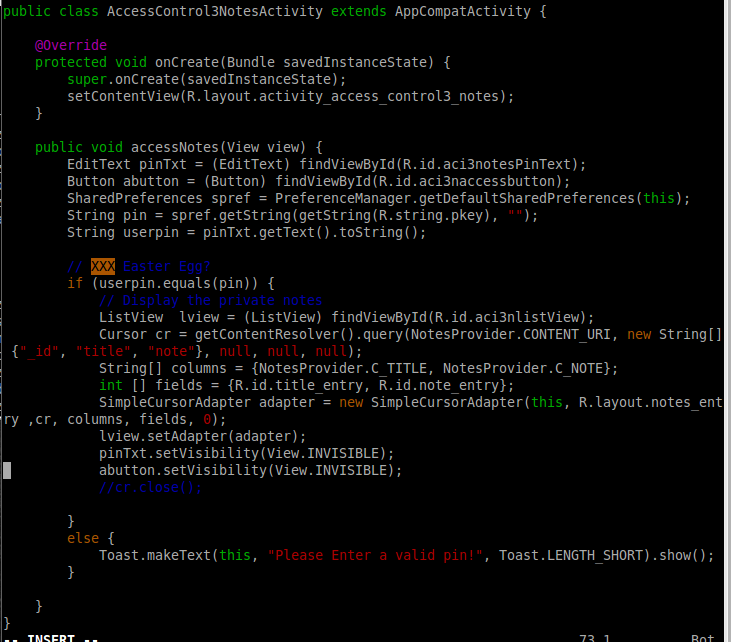 public class AccessControl3NotesActivity extends AppCompatActivity {
@Override
protected void onCreate(Bundle savedInstanceState) {
super.onCreate(savedInstanceState);
setContentView(R.layout.activity_access_control3_notes);
}
public void accessNotes(View view) {
EditText pinTxt = (EditText) findViewById(R.id.aci3notesPinText);
Button abutton = (Button) findViewById(R.id.aci3naccessbutton);
SharedPreferences spref = PreferenceManager.getDefaultSharedPreferences(this);
String pin = spref.getString(getString(R.string.pkey), "");
String userpin = pinTxt.getText().toString();
// XXX Easter Egg?
if (userpin.equals(pin)) {
// Display the private notes
ListView  lview = (ListView) findViewById(R.id.aci3nlistView);
Cursor cr = getContentResolver().query(NotesProvider.CONTENT_URI, new String[]
{"_id", "title", "note"}, null, null, null);
String[] columns = {NotesProvider.C_TITLE, NotesProvider.C_NOTE};
int [] fields = {R.id.title_entry, R.id.note_entry};
SimpleCursorAdapter adapter = new SimpleCursorAdapter(this, R.layout.notes_ent
ry ,cr, columns, fields, 0);
lview.setAdapter(adapter);
pinTxt.setVisibility(View.INVISIBLE);
abutton.setVisibility(View.INVISIBLE);
//cr.close();
}
else {
Toast.makeText(this, "Please Enter a valid pin!", Toast.LENGTH_SHORT).show();
}
}
}
-- INSERT -- 73,1 Bot